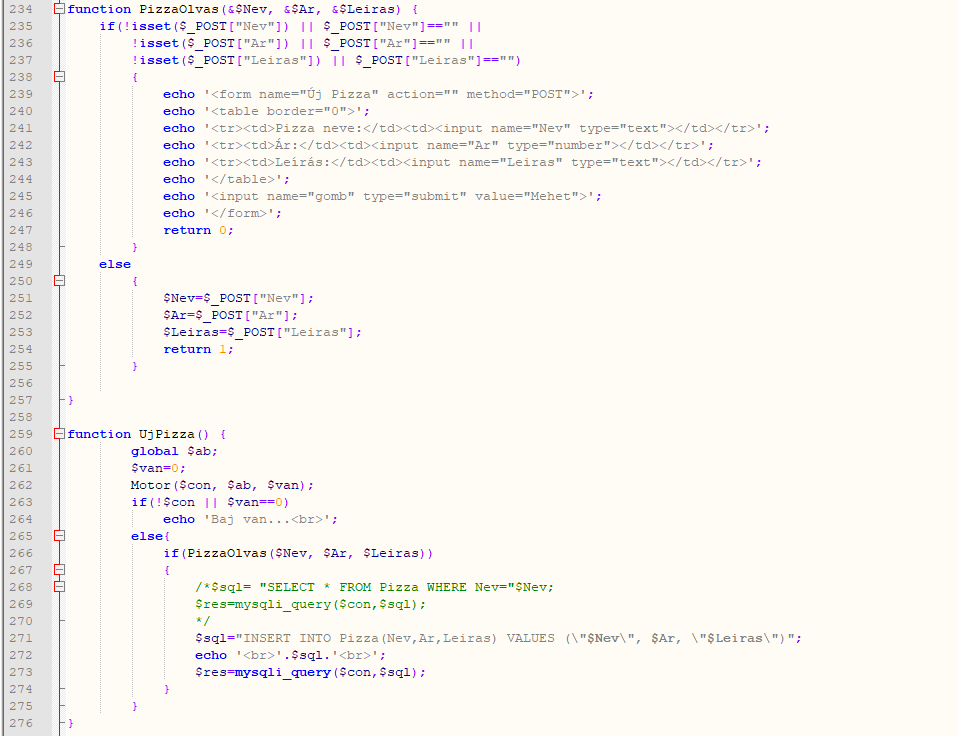 234 function PizzaOlvas(&$Nev, &$Ar, &$Leiras) {
235 if(!isset($_POST["Nev"]) || $_POST["Nev"]=="" ||
236 !isset($_POST["Ar"]) || $_POST["Ar"]=="" ||
237 !isset($_POST["Leiras"]) || $_POST["Leiras"]=="")
238 {
239 echo '<form name="Új Pizza" action="" method="POST">';
240 echo '<table border="0">';
241 echo '<tr><td>Pizza neve:</td><td><input name="Nev" type="text"></td></tr>';
242 echo '<tr><td>Ár:</td><td><input name="Ar" type="number"></td></tr>';
243 echo '<tr><td>Leírás:</td><td><input name="Leiras" type="text"></td></tr>';
244 echo '</table>';
245 echo '<input name="gomb" type="submit" value="Mehet">';
246 echo '</form>';
247 return 0;
248 }
249 else
250 {
251 $Nev=$_POST["Nev"];
252 $Ar=$_POST["Ar"];
253 $Leiras=$_POST["Leiras"];
254 return 1;
255 }
256
257 }
258
259 function UjPizza() {
260 global $ab;
261 $van=0;
262 Motor($con, $ab, $van);
263 if(!$con || $van==0)
264 echo 'Baj van...<br>';
265 else{
266 if(PizzaOlvas($Nev, $Ar, $Leiras))
267 {
268 /*$sql= "SELECT * FROM Pizza WHERE Nev="$Nev;
269 $res=mysqli_query($con,$sql);
270 */
271 $sql="INSERT INTO Pizza(Nev,Ar,Leiras) VALUES (\"$Nev\", $Ar, \"$Leiras\")";
272 echo '<br>'.$sql.'<br>';
273 $res=mysqli_query($con,$sql);
274 }
275 }
276 }